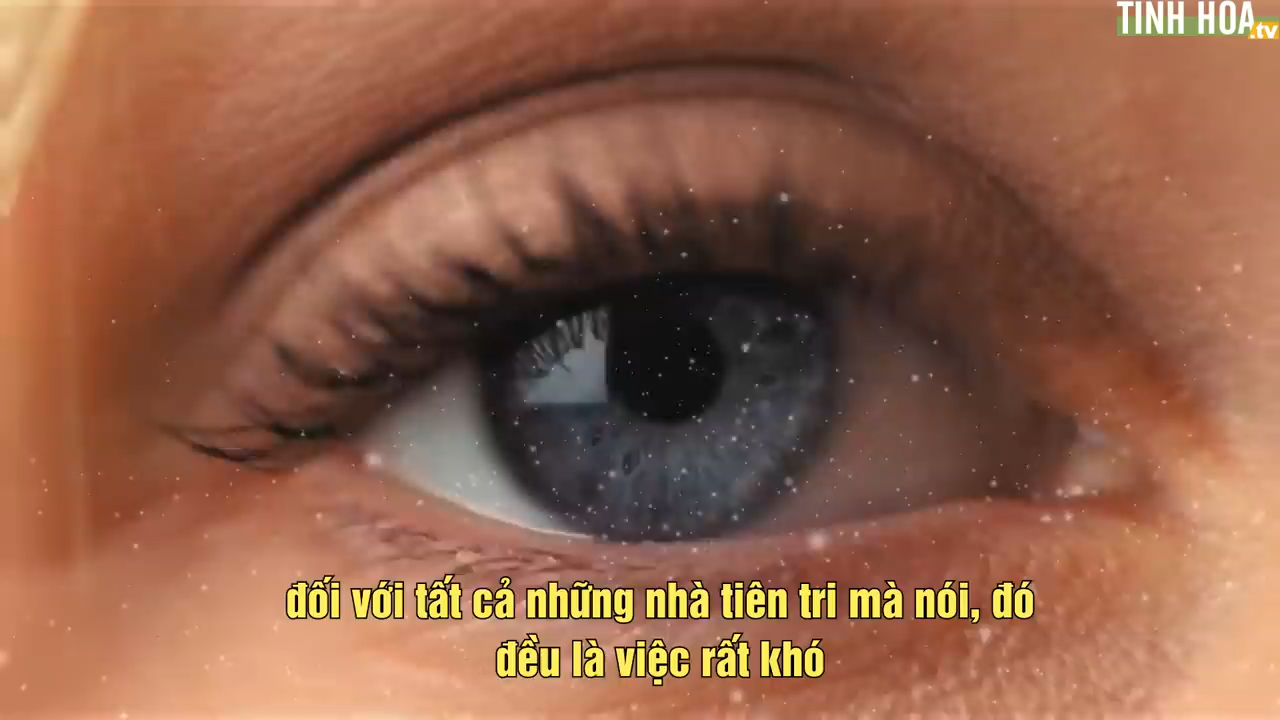 TINH HOA
.tv
đối với tất cả những nhà tiên tri mà nói, đó
đều là việc rất khó